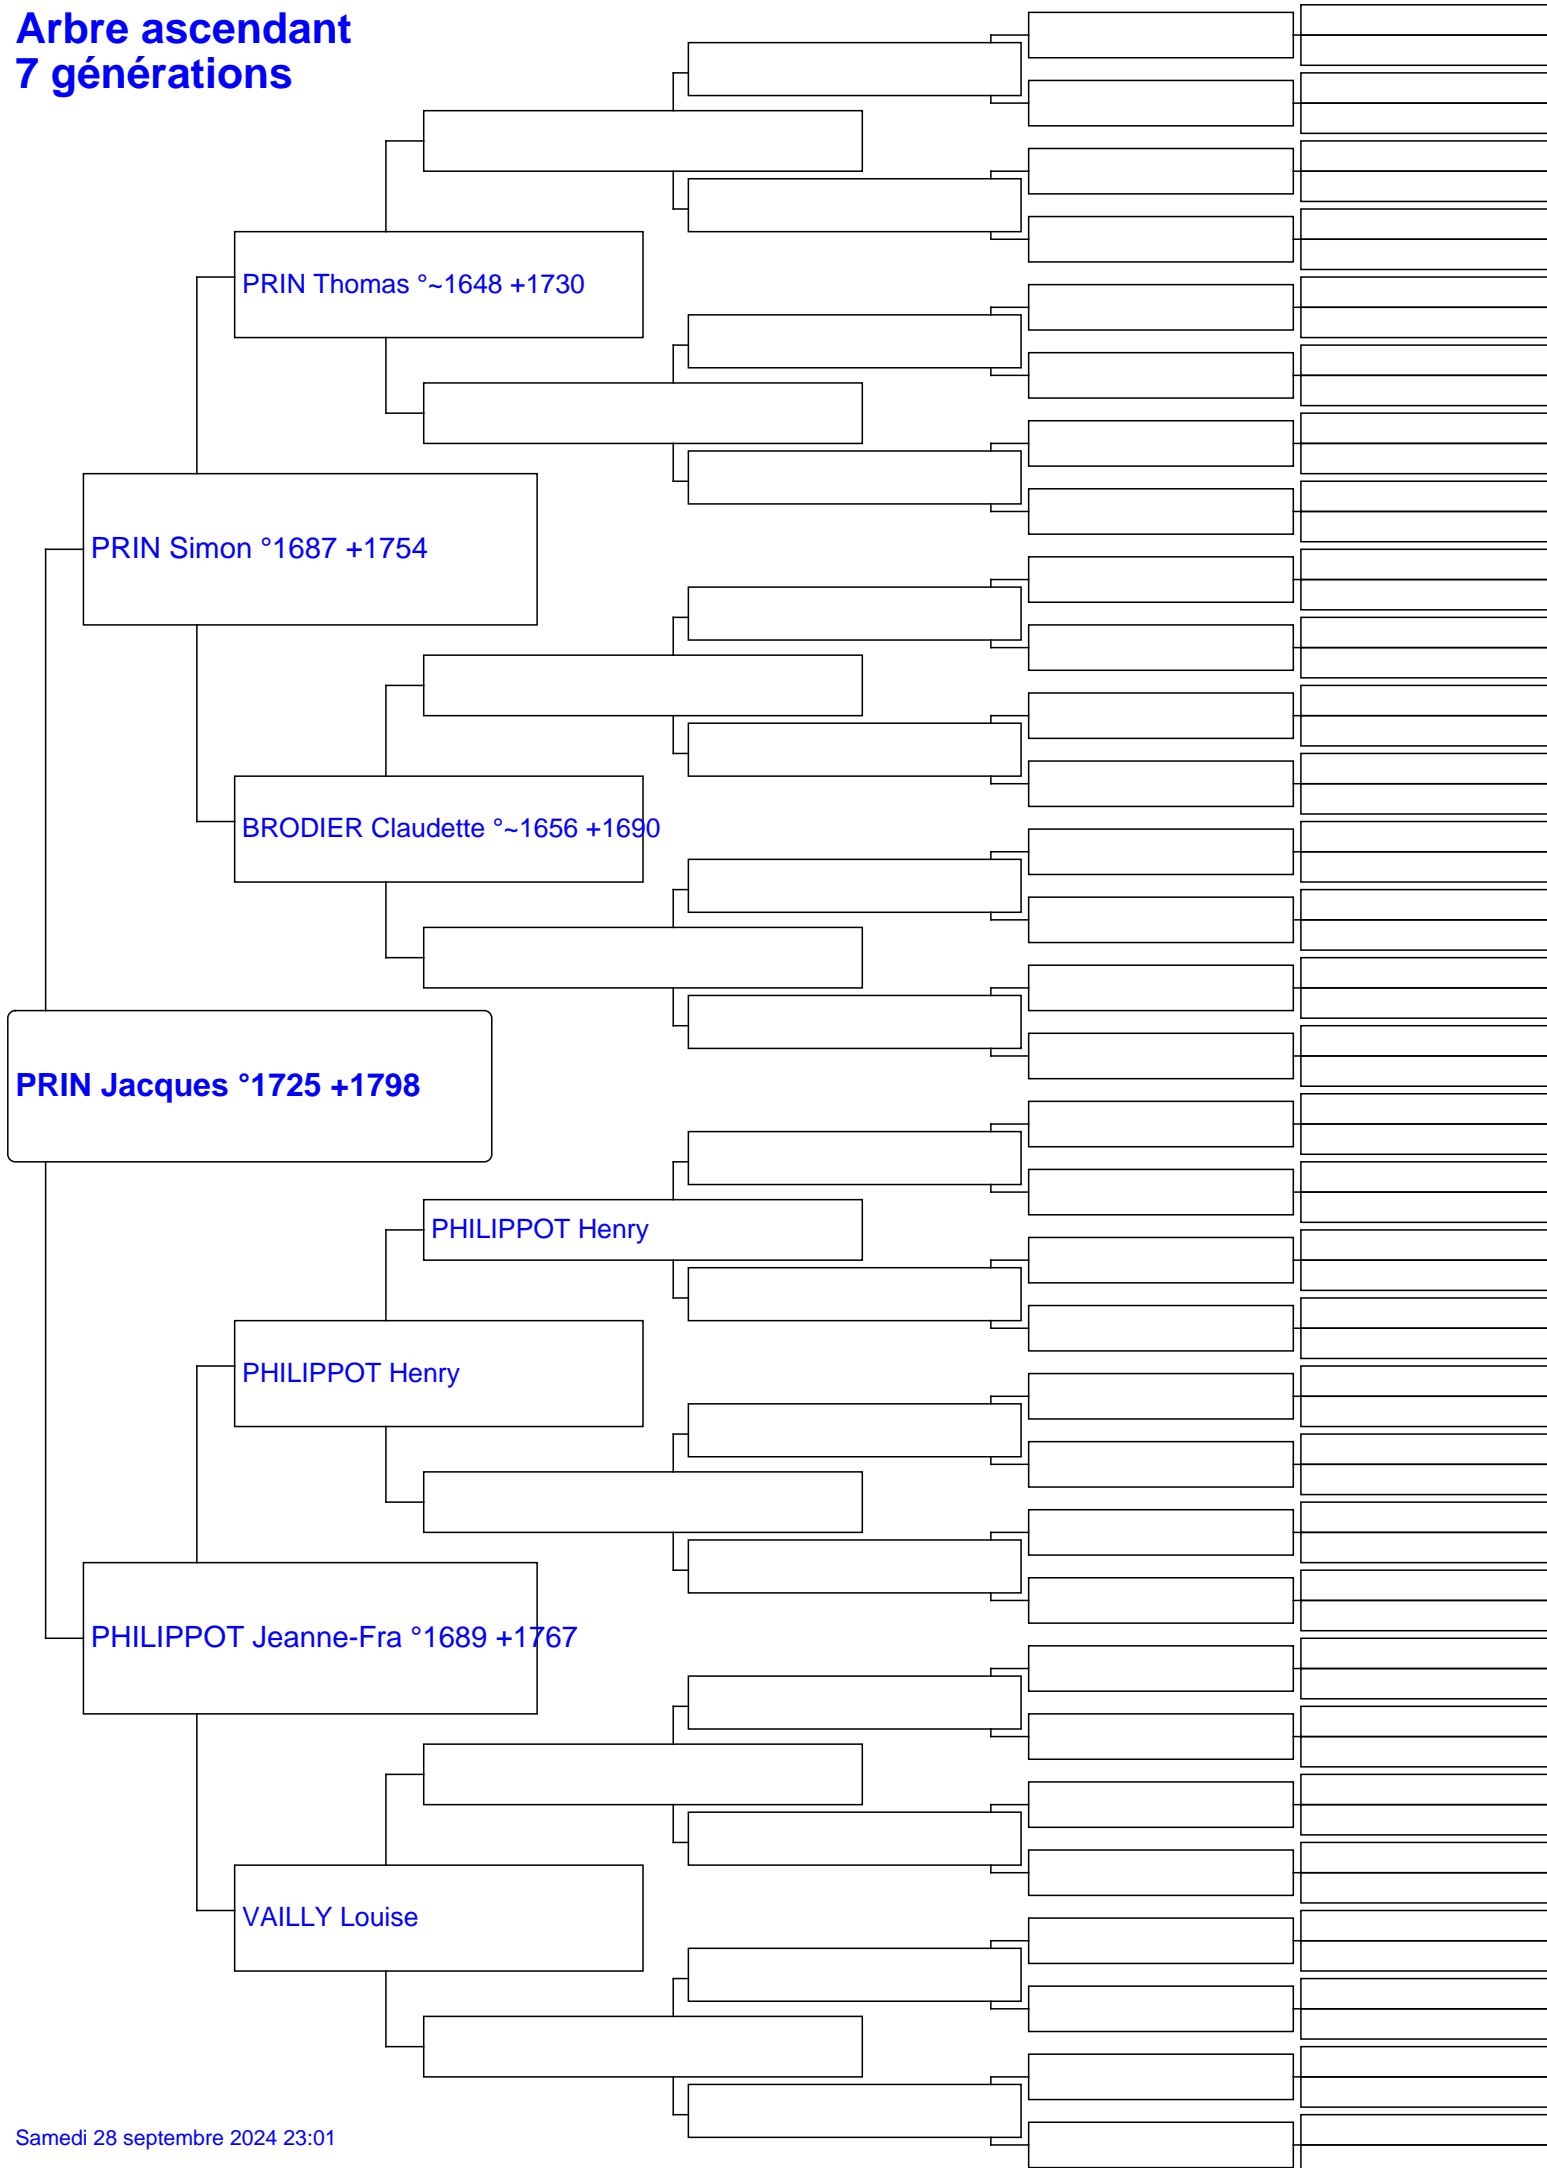 Arbre ascendant
7 générations
PRIN Thomas °~1648 +1730
PRIN Simon °1687 +1754
BRODIER Claudette °~1656 +1690
PRIN Jacques °1725 +1798
PHILIPPOT Henry
PHILIPPOT Henry
PHILIPPOT Jeanne-Fra °1689 +1767
VAILLY Louise
Samedi 28 septembre 2024 23:01